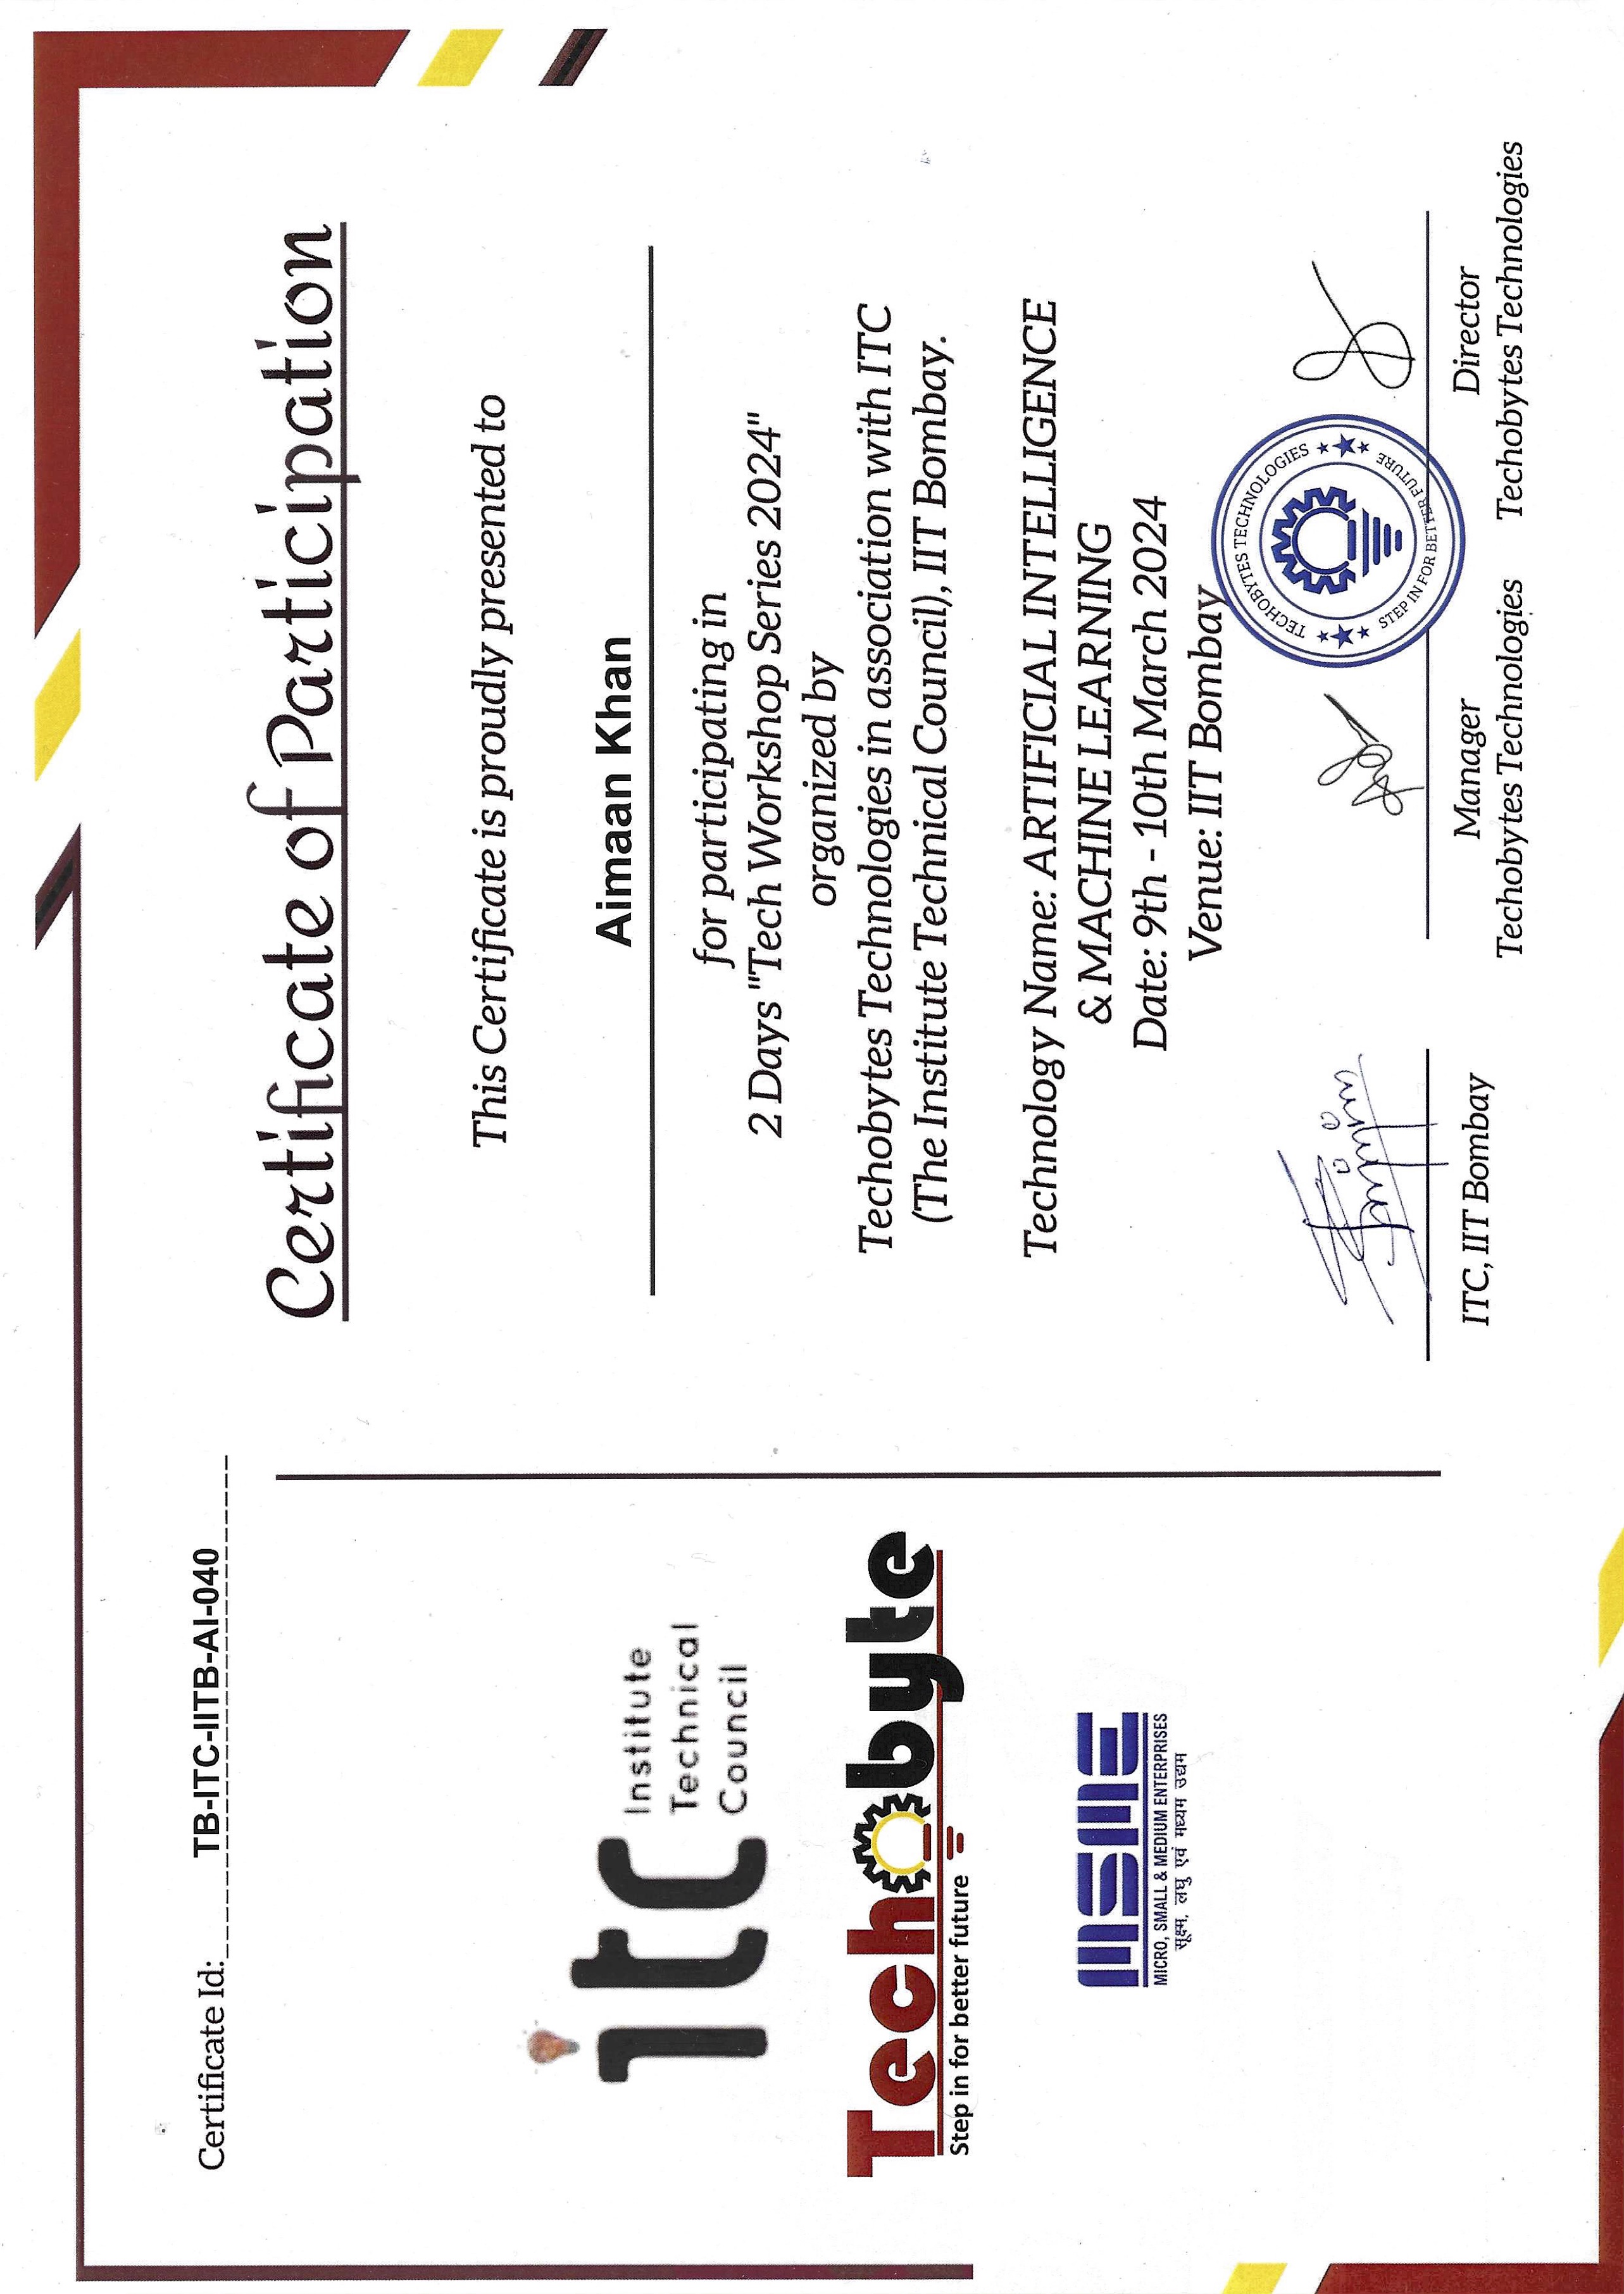 Certificate Id: TB-ITC-IITB-AI-040
Certificate of Participation
This Certificate is proudly presented to
Aimaan Khan
for participating in
2 Days "Tech Workshop Series 2024"
organized by
Techobytes Technologies in association with ITC
(The Institute Technical Council), IIT Bombay.
Technology Name: ARTIFICIAL INTELLIGENCE
& MACHINE LEARNING
Date: 9th - 10th March 2024
Venue: IIT Bombay
itc
Institute
Technical
Council
Techobyte
Step in for better future
MSME
MICRO, SMALL & MEDIUM ENTERPRISES
सूक्ष्म, लघु एवं मध्यम उद्यम
TECHOBYTES TECHNOLOGIES
STEP IN FOR BETTER FUTURE
ITC, IIT Bombay
Manager
Techobytes Technologies
Director
Techobytes Technologies